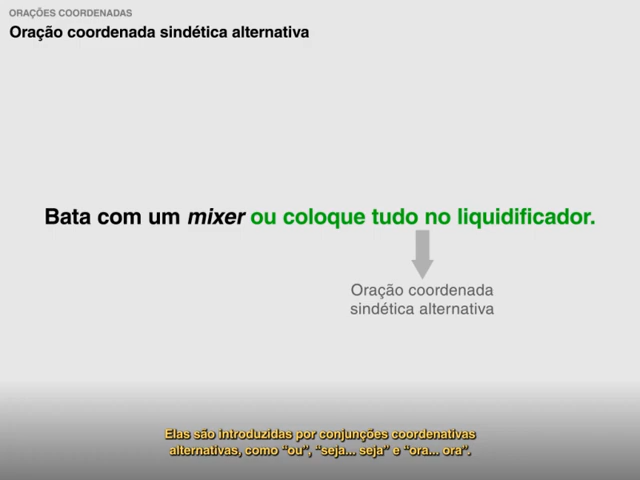 ORAÇÕES COORDENADAS
Oração coordenada sindética alternativa
Bata com um mixer ou coloque tudo no liquidificador.
Oração coordenada
sindética alternativa
Elas são introduzidas por conjunções coordenativas
alternativas, como "ou", "seja... seja" e "ora... ora".